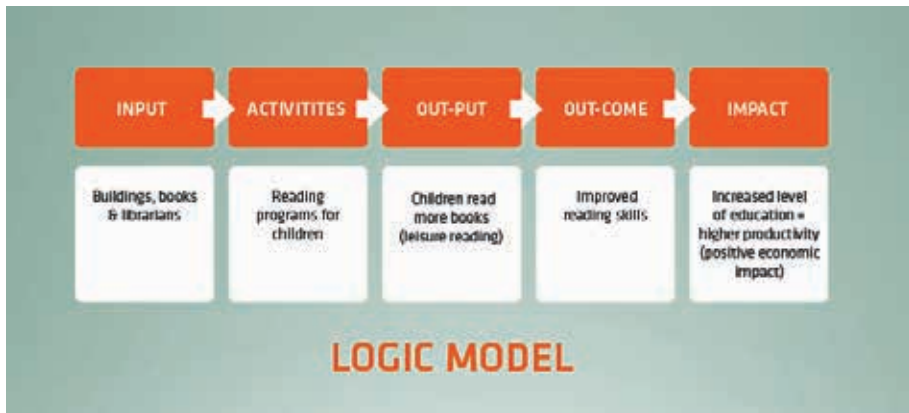 INPUT
ACTIVITITES
OUT-PUT
OUT-COME
IMPACT
Buildings, books
& librarians
Reading
programs for
children
Children read
more books
(leisure reading)
Improved
reading skills
Increased level
of education =
higher productivity
(positive economic
impact)
LOGIC MODEL